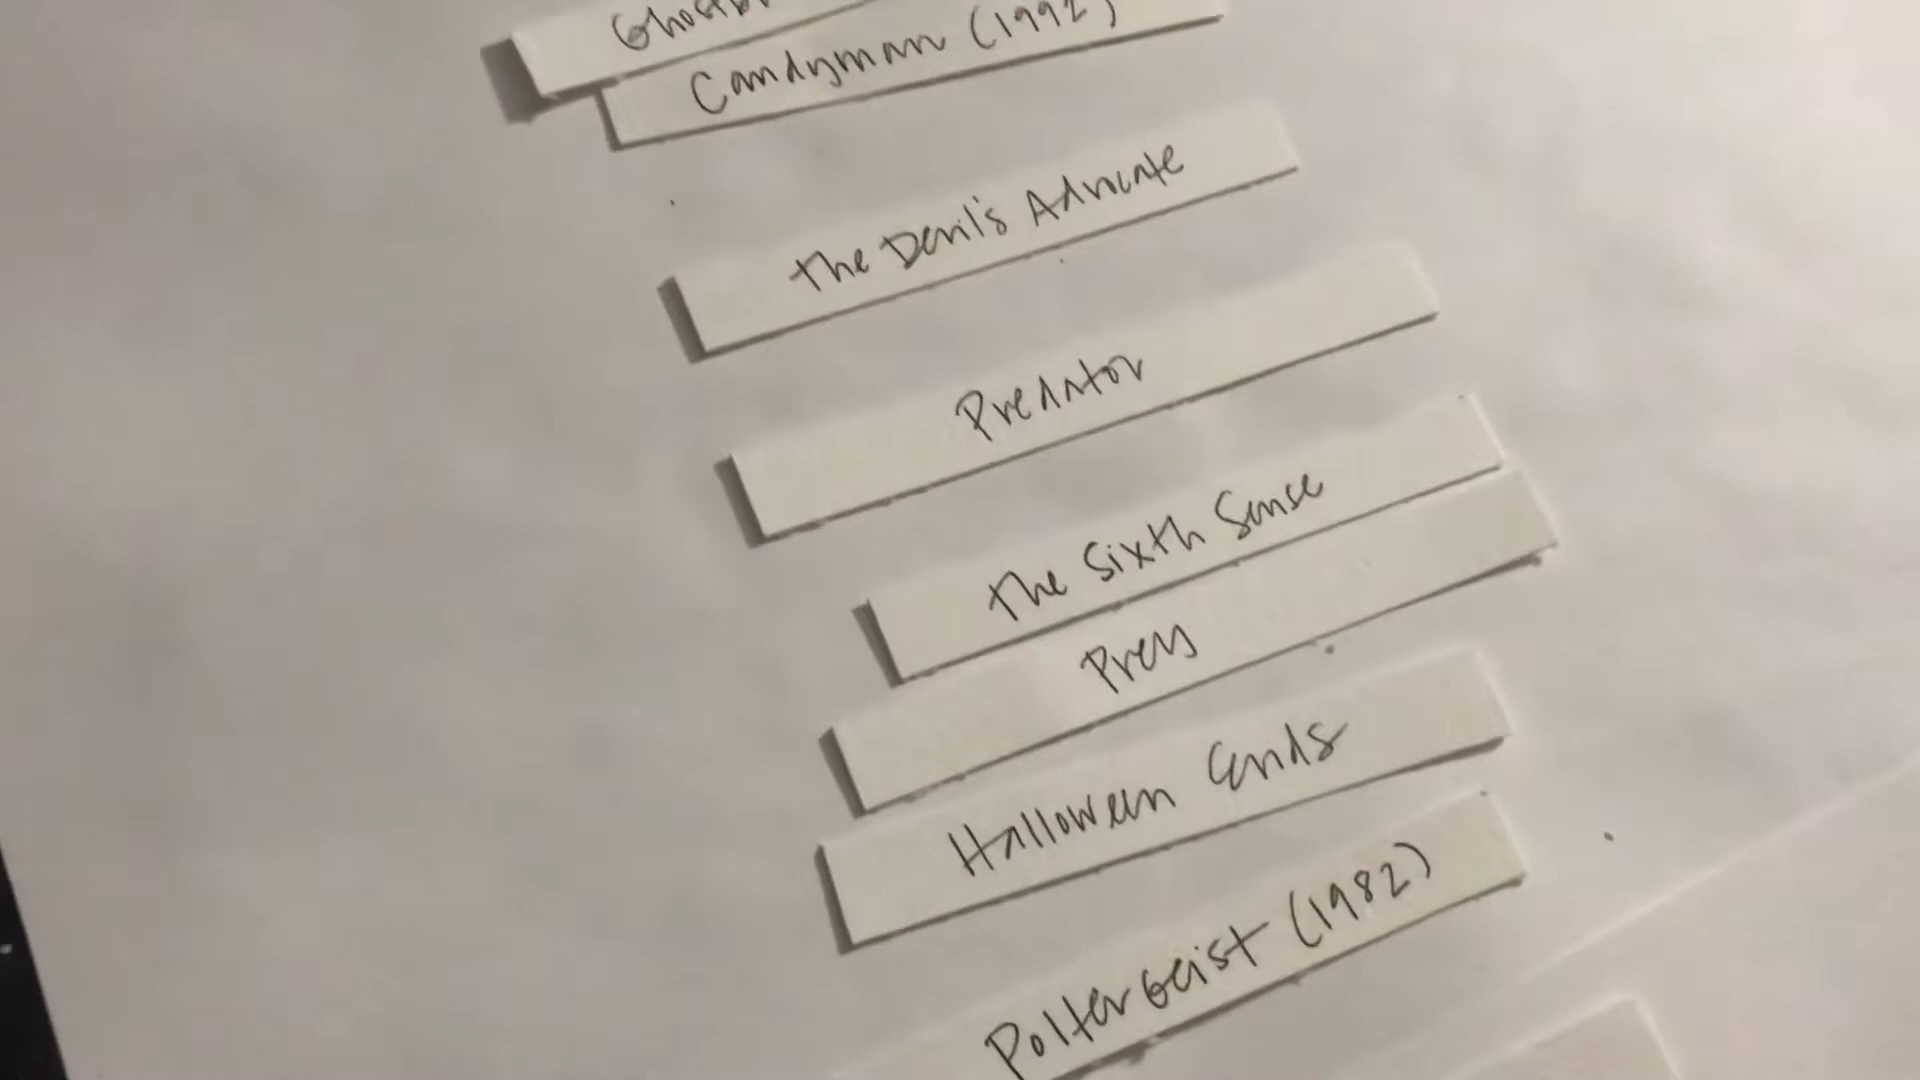 Candyman (1992)
The Devil's Advocate
Predator
The Sixth Sense
Prey
Halloween Ends
Poltergeist (1982)